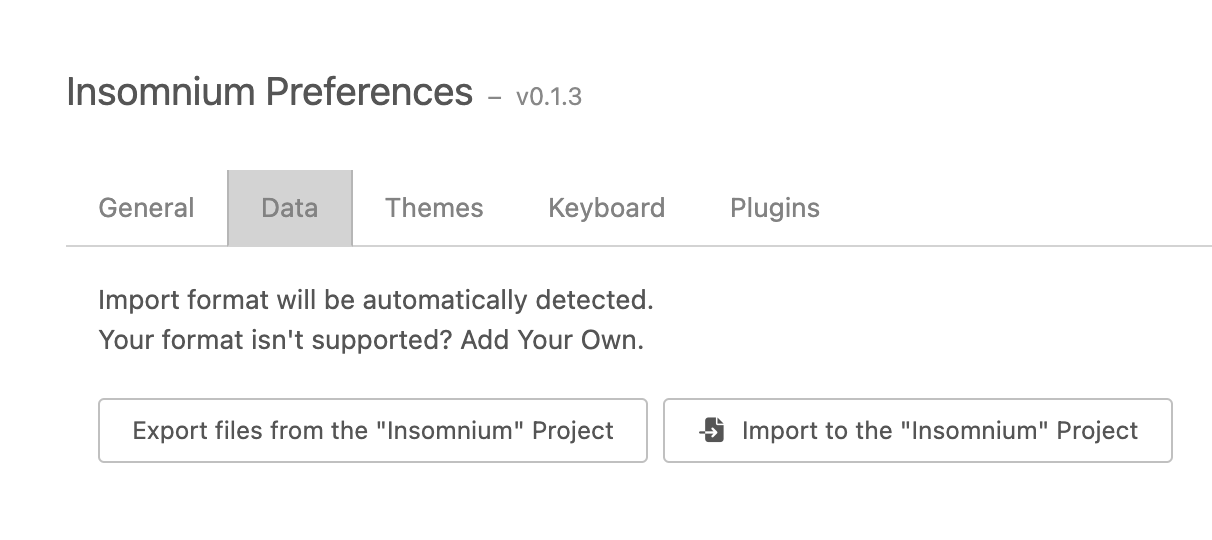 Insomnium Preferences – v0.1.3
General Data Themes Keyboard Plugins
Import format will be automatically detected.
Your format isn't supported? Add Your Own.
Export files from the "Insomnium" Project Import to the "Insomnium" Project